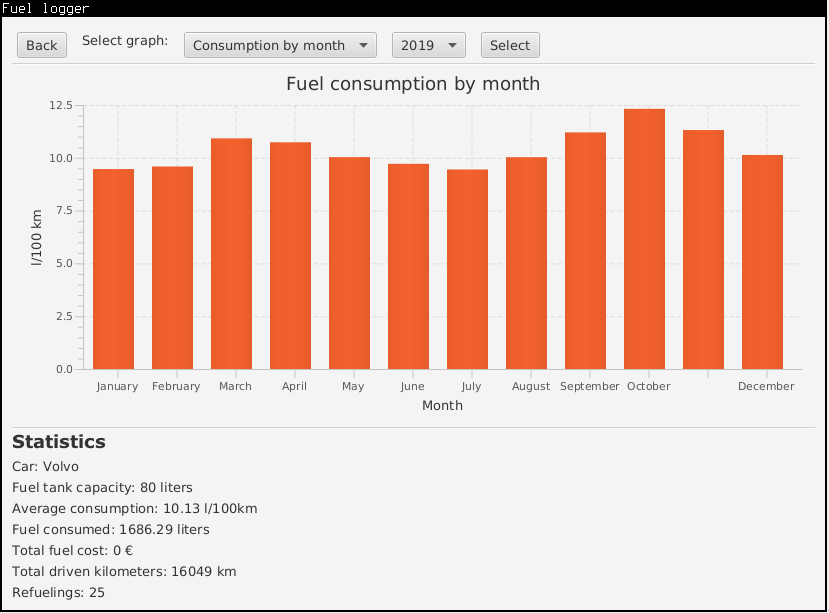 Fuel logger
Back Select graph: Consumption by month 2019 Select
Fuel consumption by month
12.5
10.0
7.5
5.0
2.5
0.0
l/100 km
January February March April May June July August September October December
Month
Statistics
Car: Volvo
Fuel tank capacity: 80 liters
Average consumption: 10.13 l/100km
Fuel consumed: 1686.29 liters
Total fuel cost: 0 €
Total driven kilometers: 16049 km
Refuelings: 25